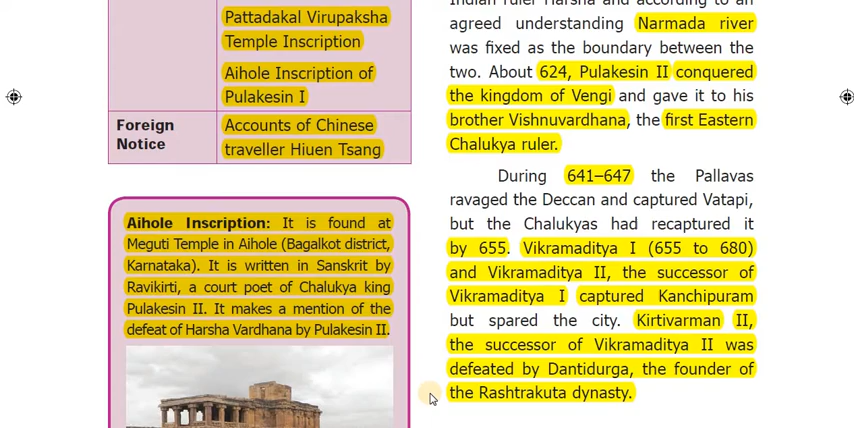 Pattadakal Virupaksha
Temple Inscription
Aihole Inscription of
Pulakesin I
Foreign
Notice
Accounts of Chinese
traveller Hiuen Tsang
Aihole Inscription: It is found at
Meguti Temple in Aihole (Bagalkot district,
Karnataka). It is written in Sanskrit by
Ravikirti, a court poet of Chalukya king
Pulakesin II. It makes a mention of the
defeat of Harsha Vardhana by Pulakesin II.
Indian ruler Harsha and according to an
agreed understanding Narmada river
was fixed as the boundary between the
two. About 624, Pulakesin II conquered
the kingdom of Vengi and gave it to his
brother Vishnuvardhana, the first Eastern
Chalukya ruler.
During 641–647 the Pallavas
ravaged the Deccan and captured Vatapi,
but the Chalukyas had recaptured it
by 655. Vikramaditya I (655 to 680)
and Vikramaditya II, the successor of
Vikramaditya I captured Kanchipuram
but spared the city. Kirtivarman II,
the successor of Vikramaditya II was
defeated by Dantidurga, the founder of
the Rashtrakuta dynasty.